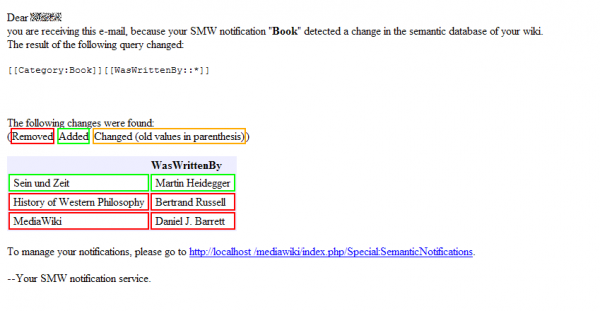 Dear
you are receiving this e-mail, because your SMW notification "Book" detected a change in the semantic database of your wiki.
The result of the following query changed:
[[Category:Book]][[WasWrittenBy::*]]
The following changes were found:
(Removed Added Changed (old values in parenthesis))
WasWrittenBy
Sein und Zeit Martin Heidegger
History of Western Philosophy Bertrand Russell
MediaWiki Daniel J. Barrett
To manage your notifications, please go to http://localhost /mediawiki/index.php/Special:SemanticNotifications.
--Your SMW notification service.